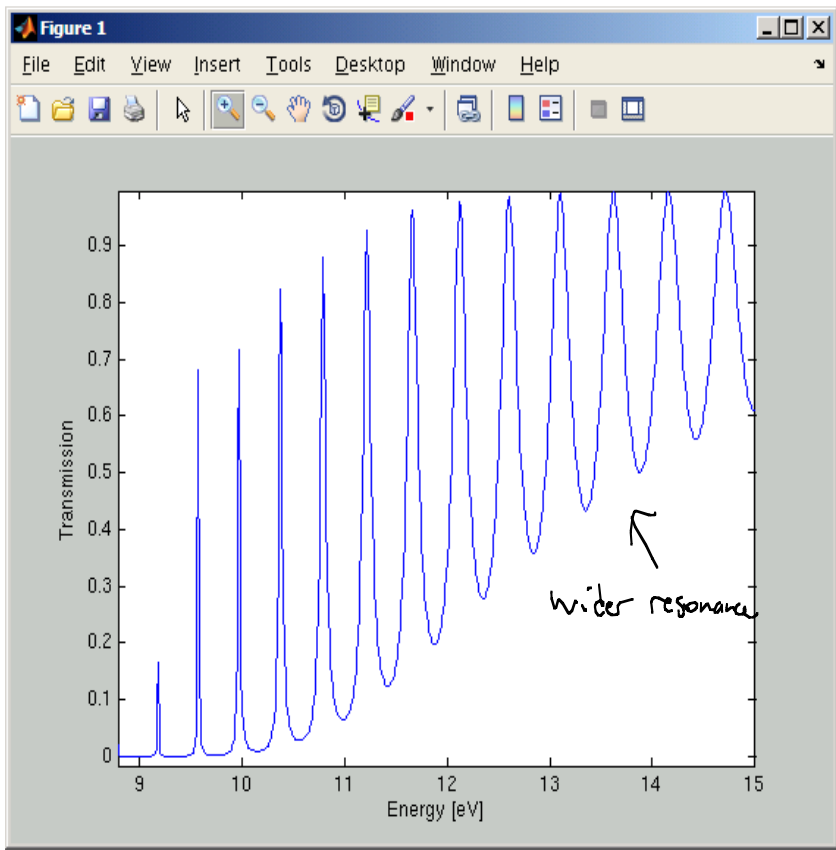 Figure 1
File Edit View Insert Tools Desktop Window Help
0.9
0.8
0.7
0.6
0.5
0.4
0.3
0.2
0.1
0
Transmission
wider resonance
9 10 11 12 13 14 15
Energy [eV]